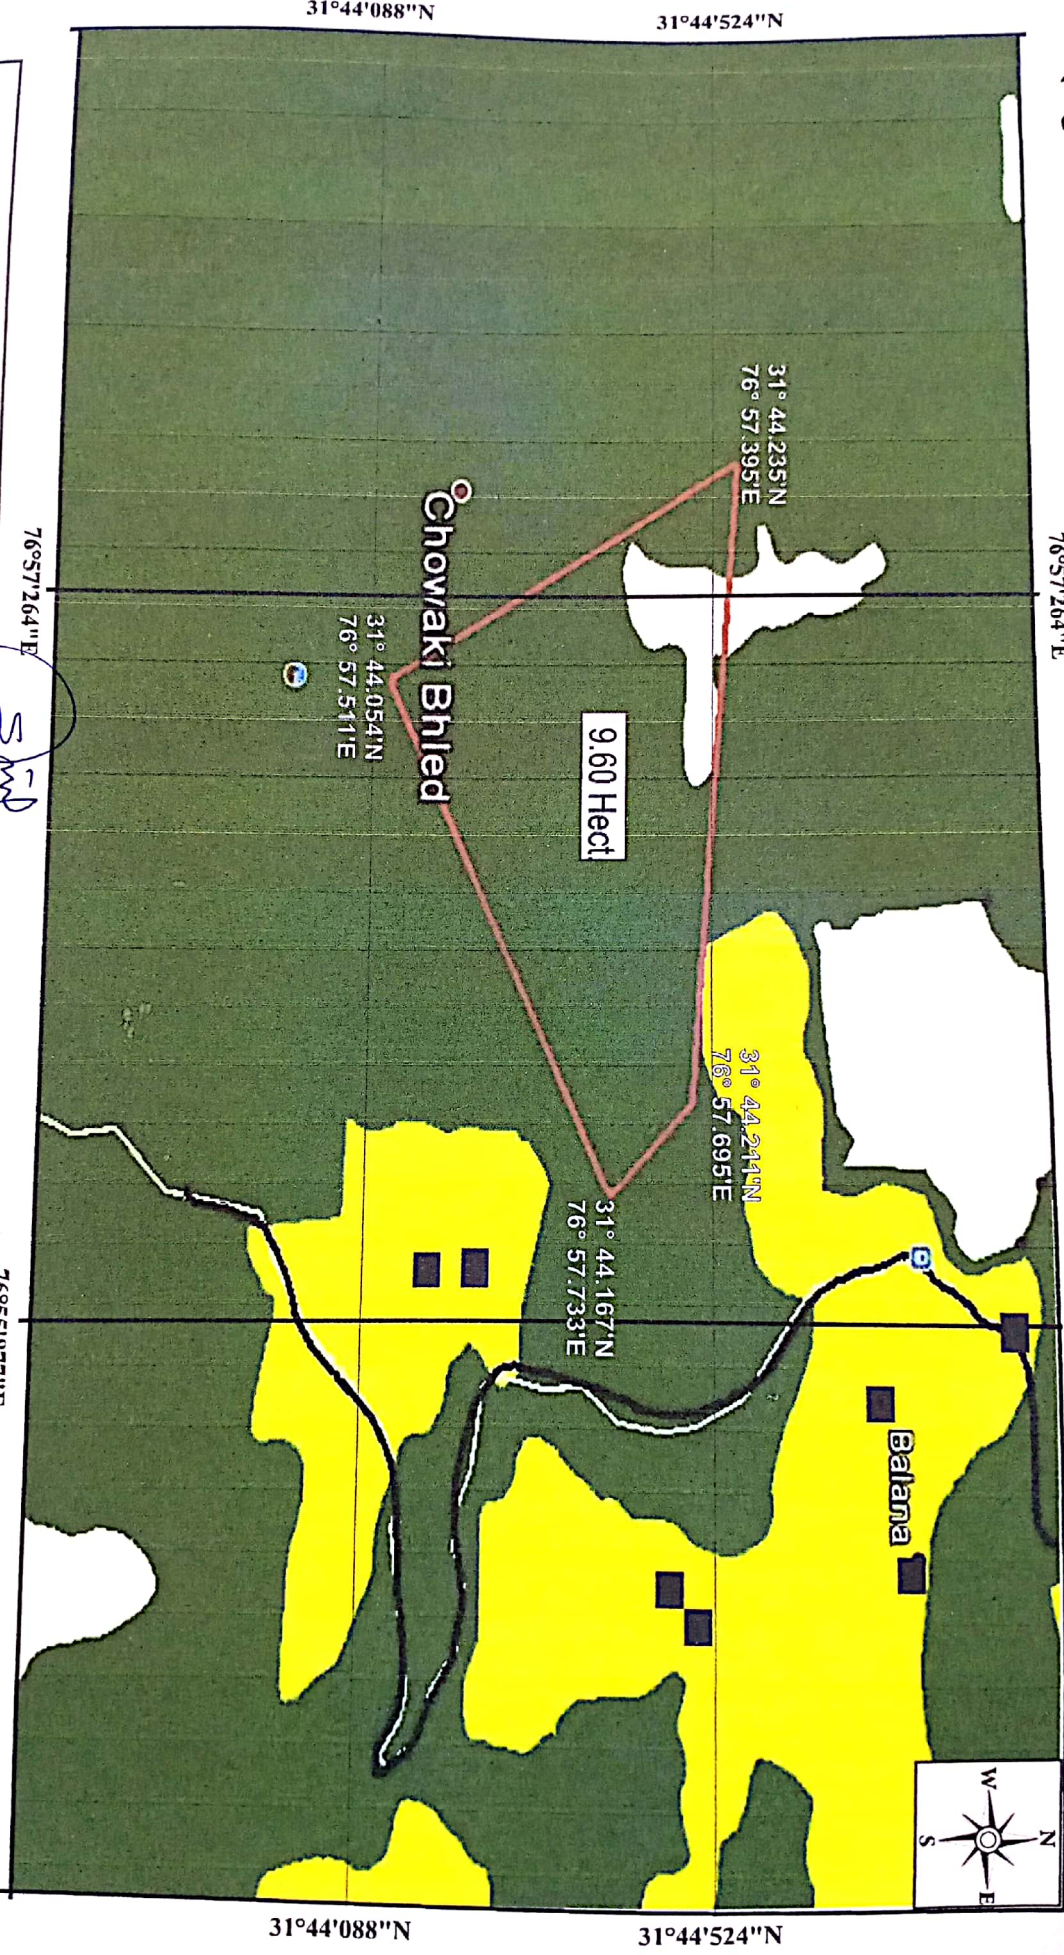 31°44'088"N
31°44'524"N
31° 44.235'N
76° 57.395'E
76°57'264"E
76°57'264"E
Chowaki Bhled
31° 44.054'N
76° 57.511'E
9.60 Hect.
31° 44.211'N
76° 57.695'E
31° 44.167'N
76° 57.733'E
Balana
N
W
E
S
31°44'088"N
31°44'524"N